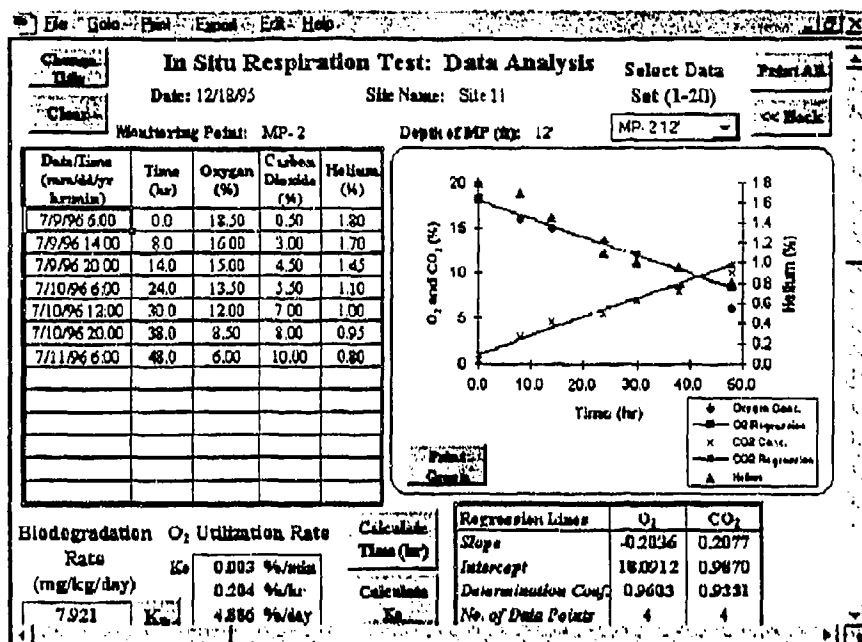 File Goto Print Export Edit Help
Change Title
In Situ Respiration Test: Data Analysis
Select Data Set (1-20)
Print All
Clear
Date: 12/18/95 Site Name: Site 11
<< Back
Monitoring Point: MP-2 Depth of MP (ft): 12'
MP-212'
Date/Time (mm/dd/yr hr:min) Time (hr) Oxygen (%) Carbon Dioxide (%) Helium (%)
7/9/96 6:00 0.0 18.50 0.50 1.80
7/9/96 14:00 8.0 16.00 3.00 1.70
7/9/96 20:00 14.0 15.00 4.50 1.45
7/10/96 6:00 24.0 13.50 5.50 1.10
7/10/96 12:00 30.0 12.00 7.00 1.00
7/10/96 20:00 38.0 8.50 8.00 0.95
7/11/96 6:00 48.0 6.00 10.00 0.80
O₂ and CO₂ (%)
20
15
10
5
0
Helium (%)
1.8
1.6
1.4
1.2
1.0
0.8
0.6
0.4
0.2
0.0
0.0 10.0 20.0 30.0 40.0 50.0
Time (hr)
Oxygen Conc.
O2 Regression
CO2 Conc.
CO2 Regression
Helium
Print Graph
Biodegradation Rate (mg/kg/day)
7.921
O₂ Utilization Rate
Ko 0.003 %/min
0.204 %/hr
4.886 %/day
Calculate Time (hr)
Calculate Ko
Regression Lines O₂ CO₂
Slope -0.2036 0.2077
Intercept 18.0912 0.9870
Determination Coef. 0.9603 0.9331
No. of Data Points 4 4